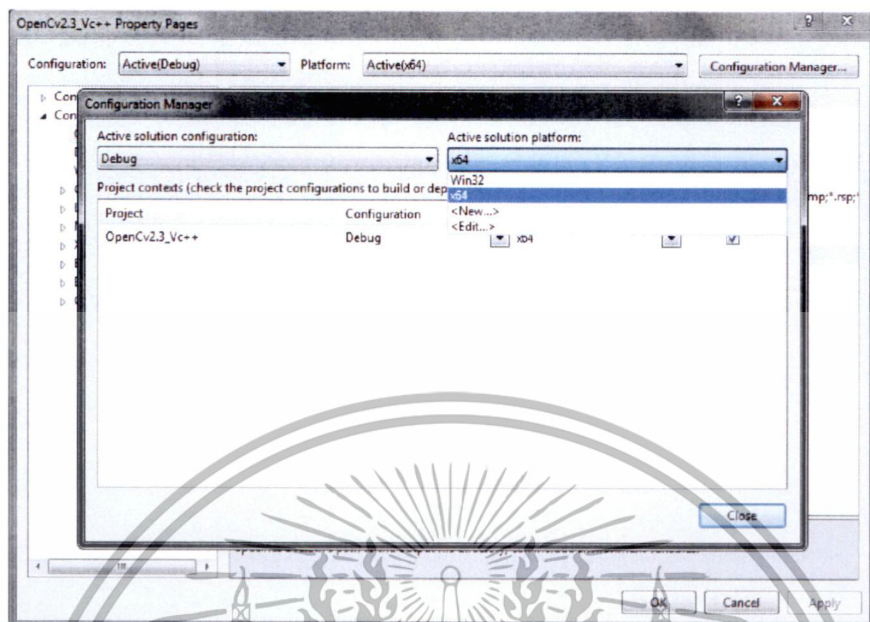 OpenCv2.3_Vc++ Property Pages
Configuration: Active(Debug) Platform: Active(x64) Configuration Manager...
Con
Con
Configuration Manager
Active solution configuration: Active solution platform:
Debug x64
Win32
x64
<New...>
<Edit...>
Project contexts (check the project configurations to build or dep
mp;*.rsp;*
Project Configuration
OpenCv2.3_Vc++ Debug x64
Close
OK Cancel Apply